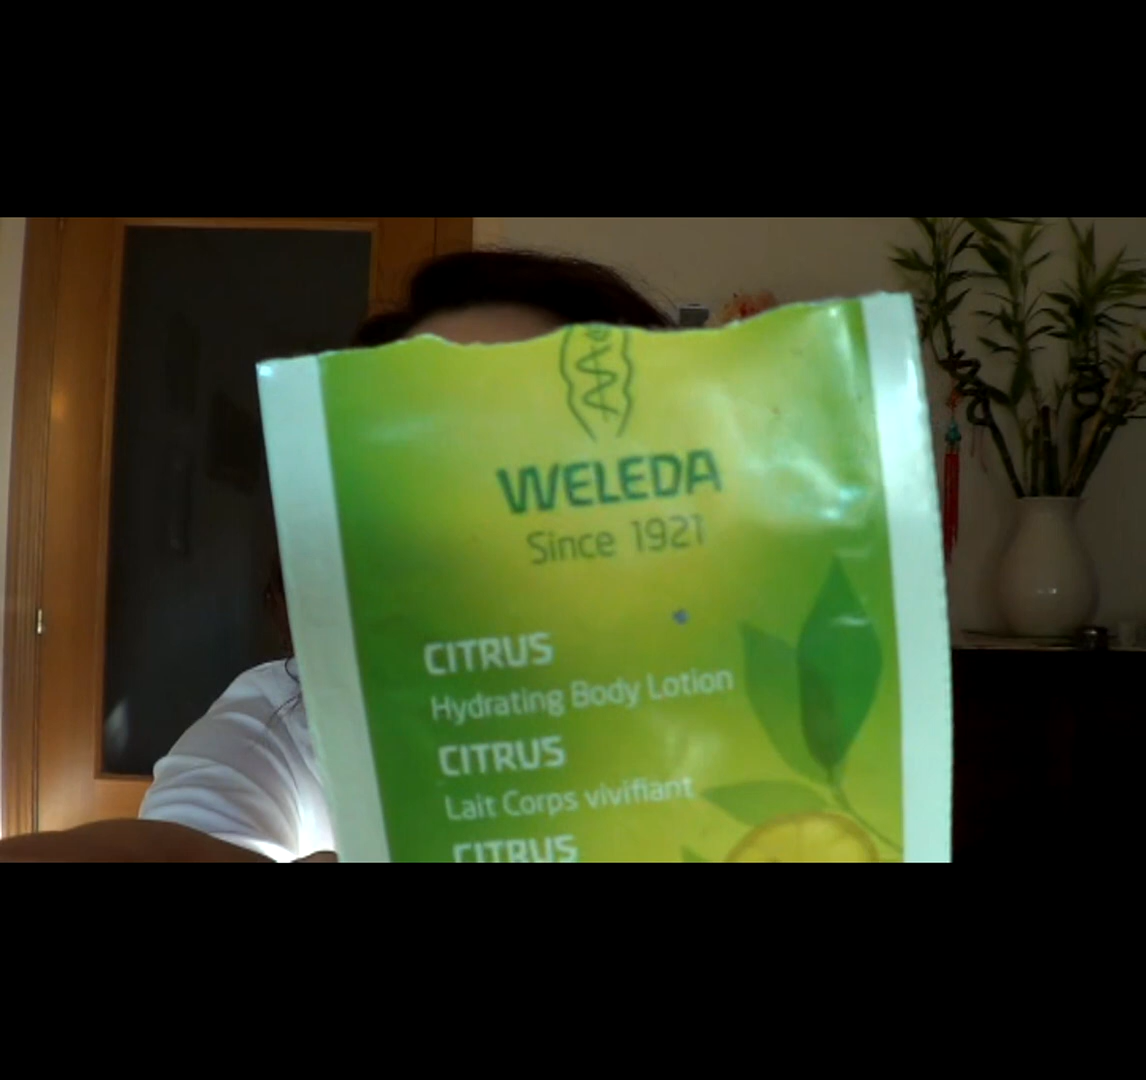 WELEDA
Since 1921
CITRUS
Hydrating Body Lotion
CITRUS
Lait Corps vivifiant
CITRUS